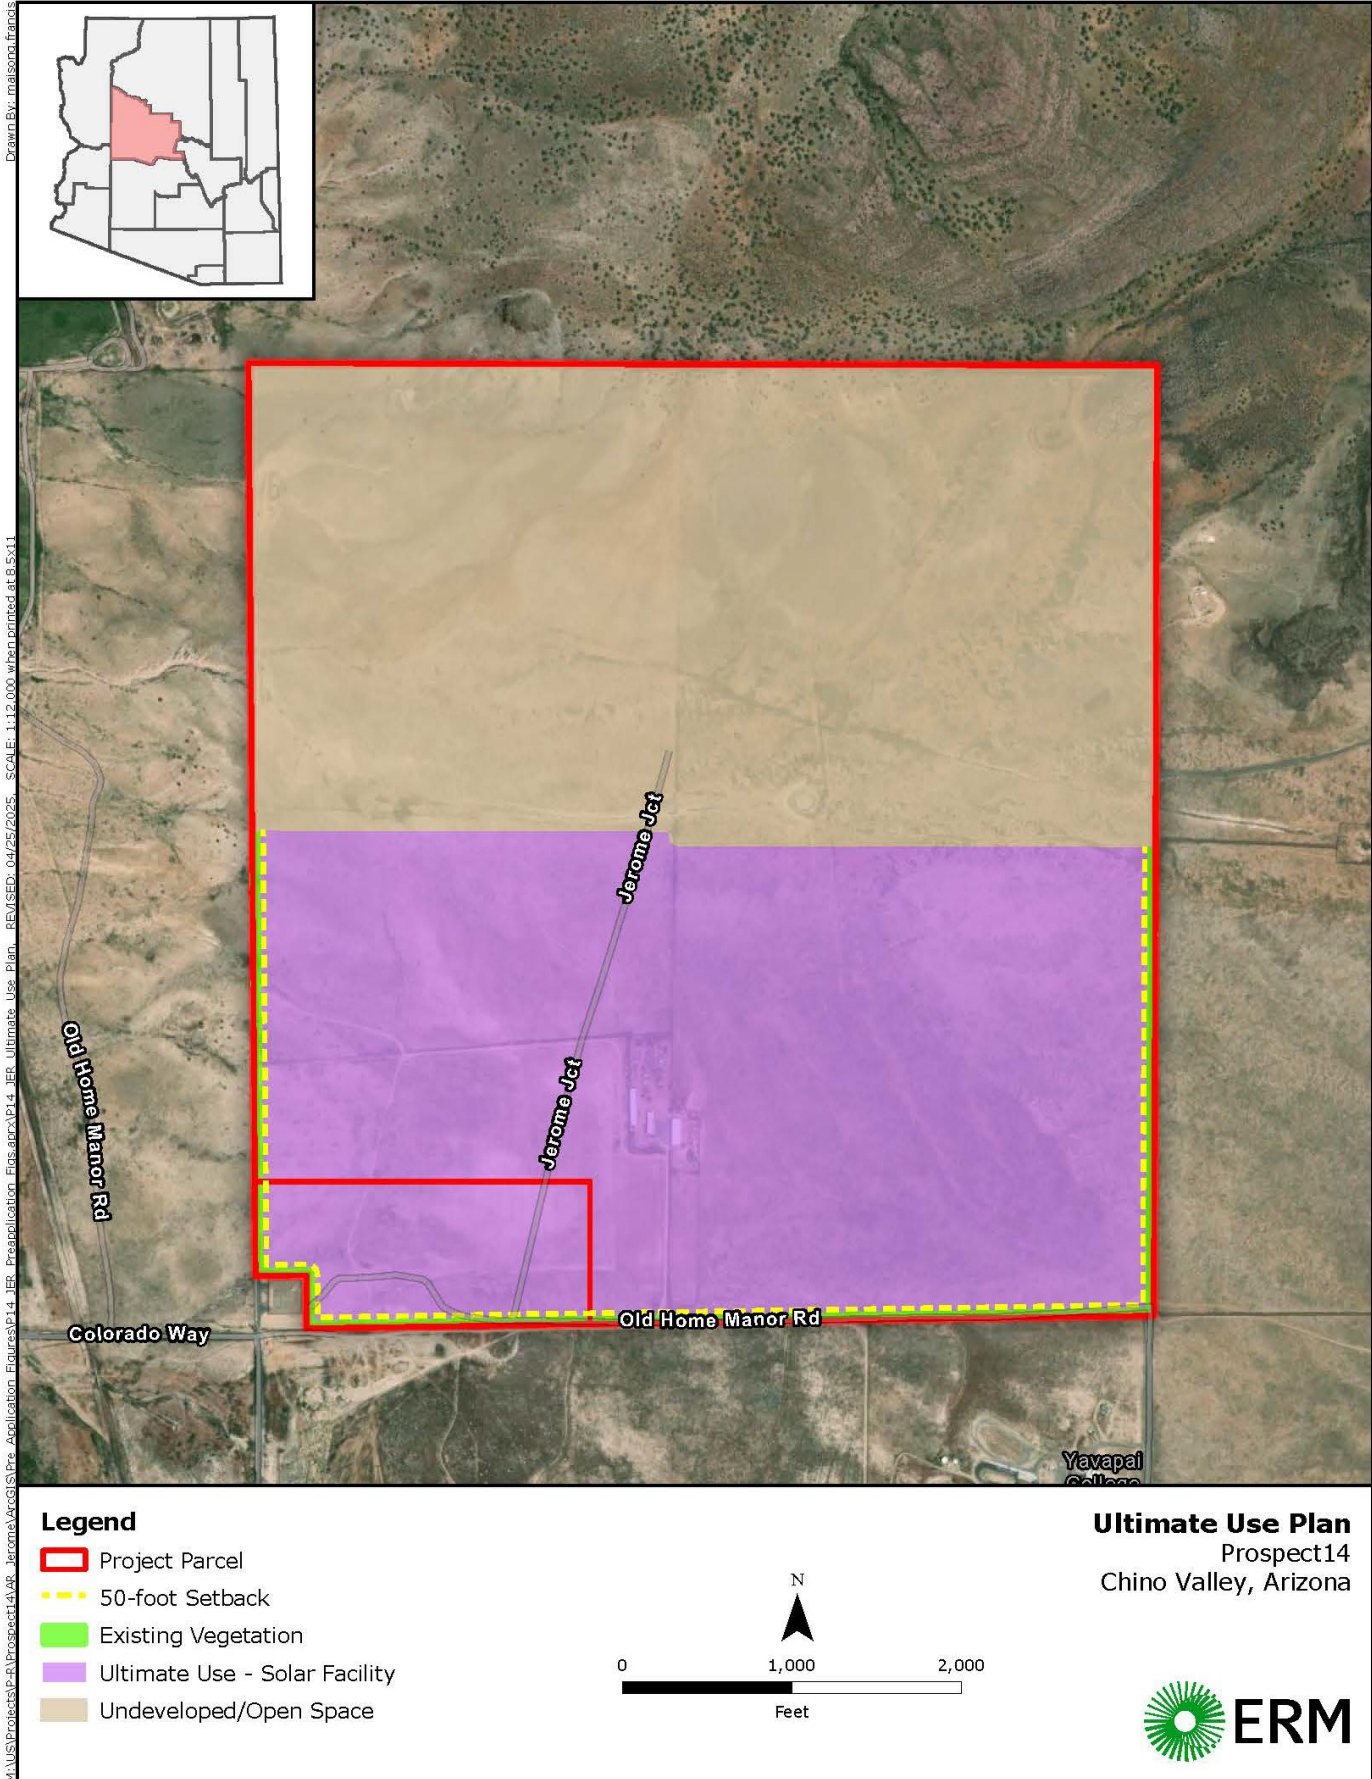 Drawn By: maisong.francis
M:\US\Projects\P-R\Prospect14\AR_Jerome\ArcGIS\Pre_Application_Figures\P14_JER_Preapplication_Figs.aprx\P14_JER_Ultimate_Use_Plan, REVISED: 04/25/2025, SCALE: 1:12,000 when printed at 8.5x11
Jerome Jct
Jerome Jct
Old Home Manor Rd
Old Home Manor Rd
Colorado Way
Yavapai
College
Legend
Project Parcel
50-foot Setback
Existing Vegetation
Ultimate Use - Solar Facility
Undeveloped/Open Space
N
0 1,000 2,000
Feet
Ultimate Use Plan
Prospect14
Chino Valley, Arizona
ERM